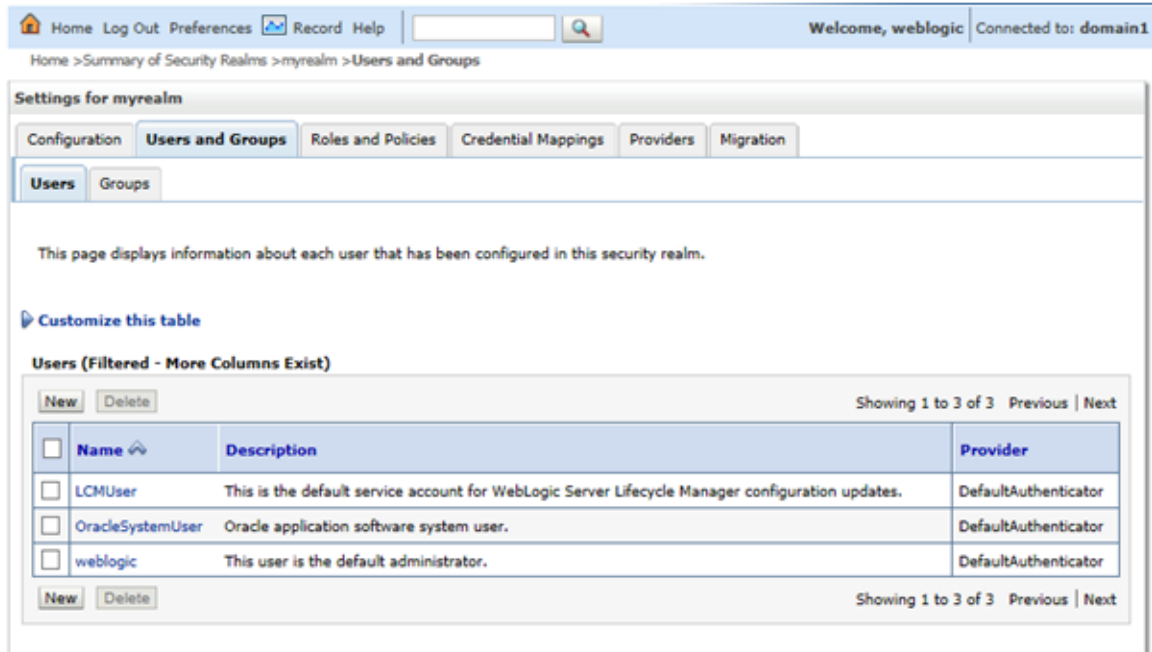 Home Log Out Preferences Record Help Welcome, weblogic Connected to: domain1
Home >Summary of Security Realms >myrealm >Users and Groups
Settings for myrealm
Configuration Users and Groups Roles and Policies Credential Mappings Providers Migration
Users Groups
This page displays information about each user that has been configured in this security realm.
Customize this table
Users (Filtered - More Columns Exist)
New Delete Showing 1 to 3 of 3 Previous | Next
Name Description Provider
LCMUser This is the default service account for WebLogic Server Lifecycle Manager configuration updates. DefaultAuthenticator
OracleSystemUser Oracle application software system user. DefaultAuthenticator
weblogic This user is the default administrator. DefaultAuthenticator
New Delete Showing 1 to 3 of 3 Previous | Next